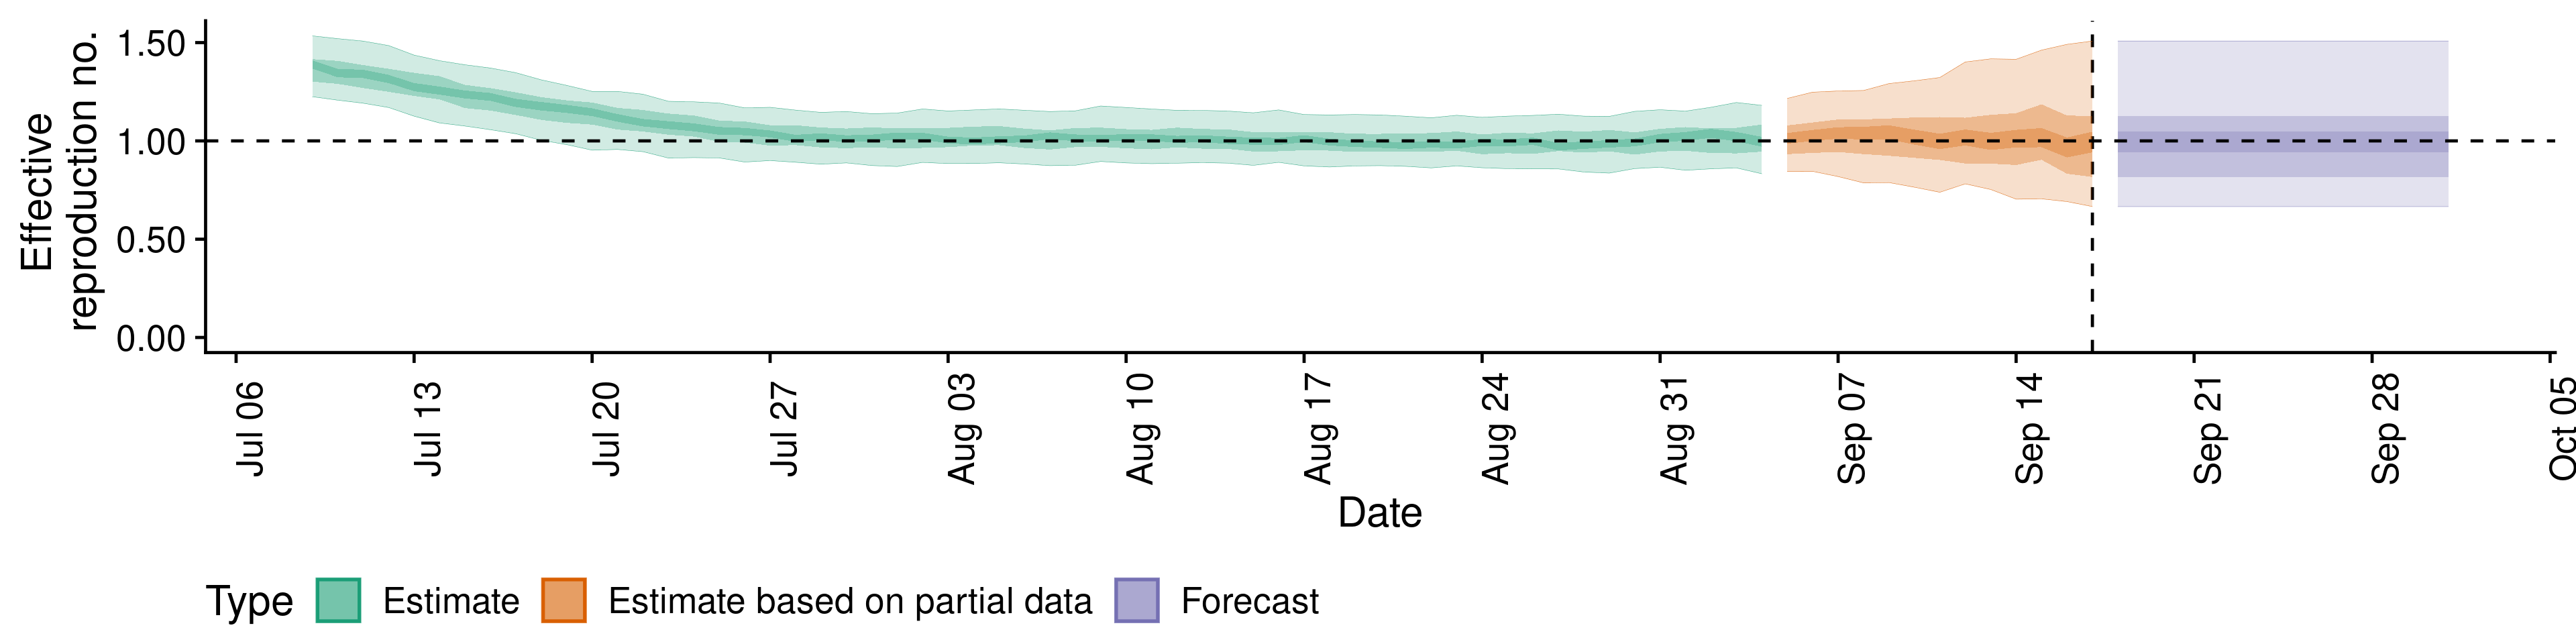 Effective
reproduction no.
1.50
1.00
0.50
0.00
Jul 06
Jul 13
Jul 20
Jul 27
Aug 03
Aug 10
Aug 17
Aug 24
Aug 31
Sep 07
Sep 14
Sep 21
Sep 28
Oct 05
Date
Type Estimate Estimate based on partial data Forecast